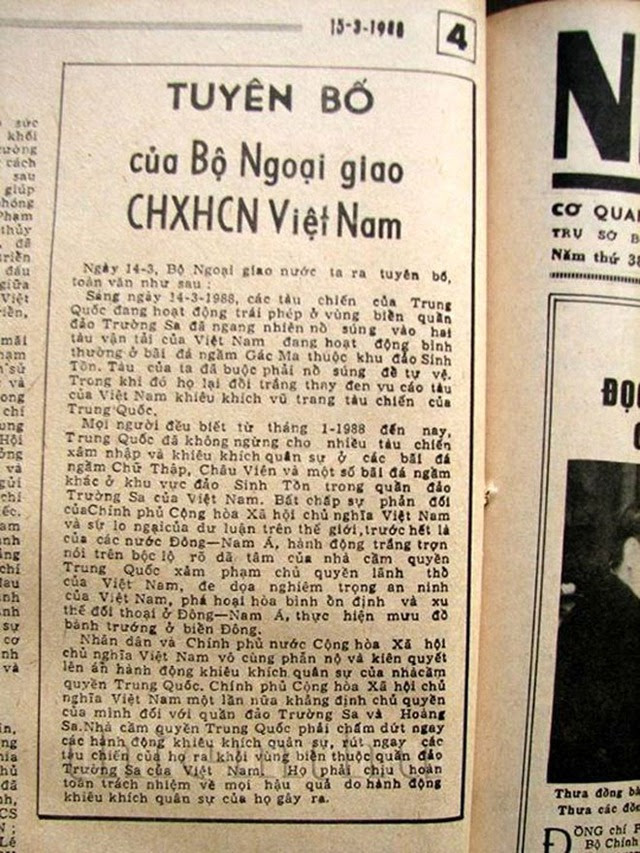 15-3-1988
4
TUYÊN BỐ
của Bộ Ngoại giao
CHXHCN Việt Nam
Ngày 14-3, Bộ Ngoại giao nước ta ra tuyên bố,
toàn văn như sau :
Sáng ngày 14-3-1988, các tàu chiến của Trung
Quốc đang hoạt động trái phép ở vùng biển quần
đảo Trường Sa đã ngang nhiên nổ súng vào hai
tàu vận tải của Việt Nam đang hoạt động bình
thường ở bãi đá ngầm Gác Ma thuộc khu đảo Sinh
Tồn. Tàu của ta đã buộc phải nổ súng để tự vệ.
Trong khi đó họ lại đổi trắng thay đen vu cáo tàu
của Việt Nam khiêu khích vũ trang tàu chiến của
Trung Quốc.
Mọi người đều biết từ tháng 1-1988 đến nay,
Trung Quốc đã không ngừng cho nhiều tàu chiến
xâm nhập và khiêu khích quân sự ở các bãi đá
ngầm Chữ Thập, Châu Viên và một số bãi đá ngầm
khác ở khu vực đảo Sinh Tồn trong quần đảo
Trường Sa của Việt Nam. Bất chấp sự phản đối
củaChính phủ Cộng hòa Xã hội chủ nghĩa Việt Nam
và sự lo ngạicủa dư luận trên thế giới,trước hết là
của các nước Đông—Nam Á, hành động trắng trợn
nói trên bộc lộ rõ dã tâm của nhà cầm quyền
Trung Quốc xâm phạm chủ quyền lãnh thổ
của Việt Nam, đe dọa nghiêm trọng an ninh
của Việt Nam, phá hoại hòa bình ổn định và xu
thế đối thoại ở Đông—Nam Á, thực hiện mưu đồ
bành trướng ở biển Đông.
Nhân dân và Chính phủ nước Cộng hòa Xã hội
chủ nghĩa Việt Nam vô cùng phẫn nộ và kiên quyết
lên án hành động khiêu khích quân sự của nhàcầm
quyền Trung Quốc. Chính phủ Cộng hòa Xã hội chủ
nghĩa Việt Nam một lần nữa khẳng định chủ quyền
của mình đối với quần đảo Trường Sa và Hoàng
Sa.Nhà cầm quyền Trung Quốc phải chấm dứt ngay
các hành động khiêu khích quân sự, rút ngay các
tàu chiến của họ ra khỏi vùng biển thuộc quần đảo
Trường Sa của Việt Nam. Họ phải chịu hoàn
toàn trách nhiệm về mọi hậu quả do hành động
khiêu khích quân sự của họ gây ra.
N
CƠ QUAN
TRỤ SỞ B
Năm thứ 38
ĐỌC
Thưa đồng bà
Thưa các đồn
ĐỒNG chí P
Bộ Chính